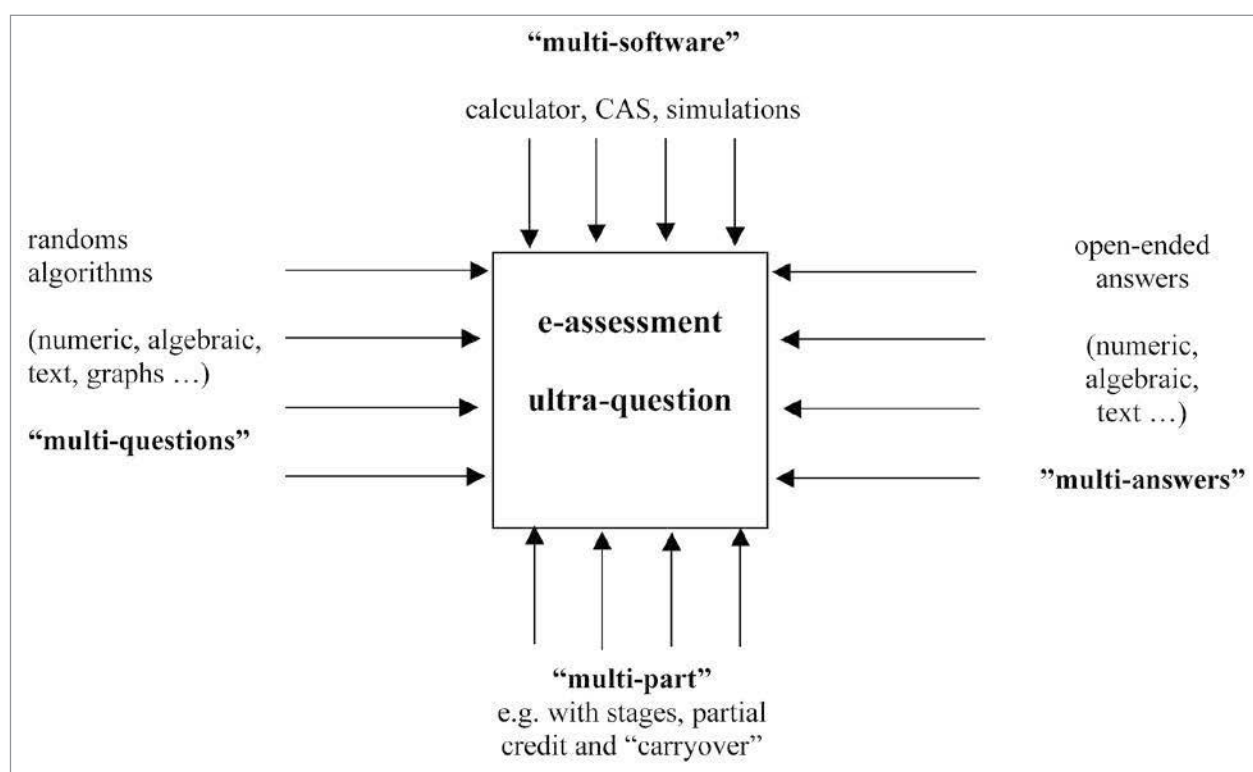 “multi-software”
calculator, CAS, simulations
randoms
algorithms
(numeric, algebraic,
text, graphs …)
“multi-questions”
e-assessment
ultra-question
open-ended
answers
(numeric,
algebraic,
text …)
”multi-answers”
“multi-part”
e.g. with stages, partial
credit and “carryover”